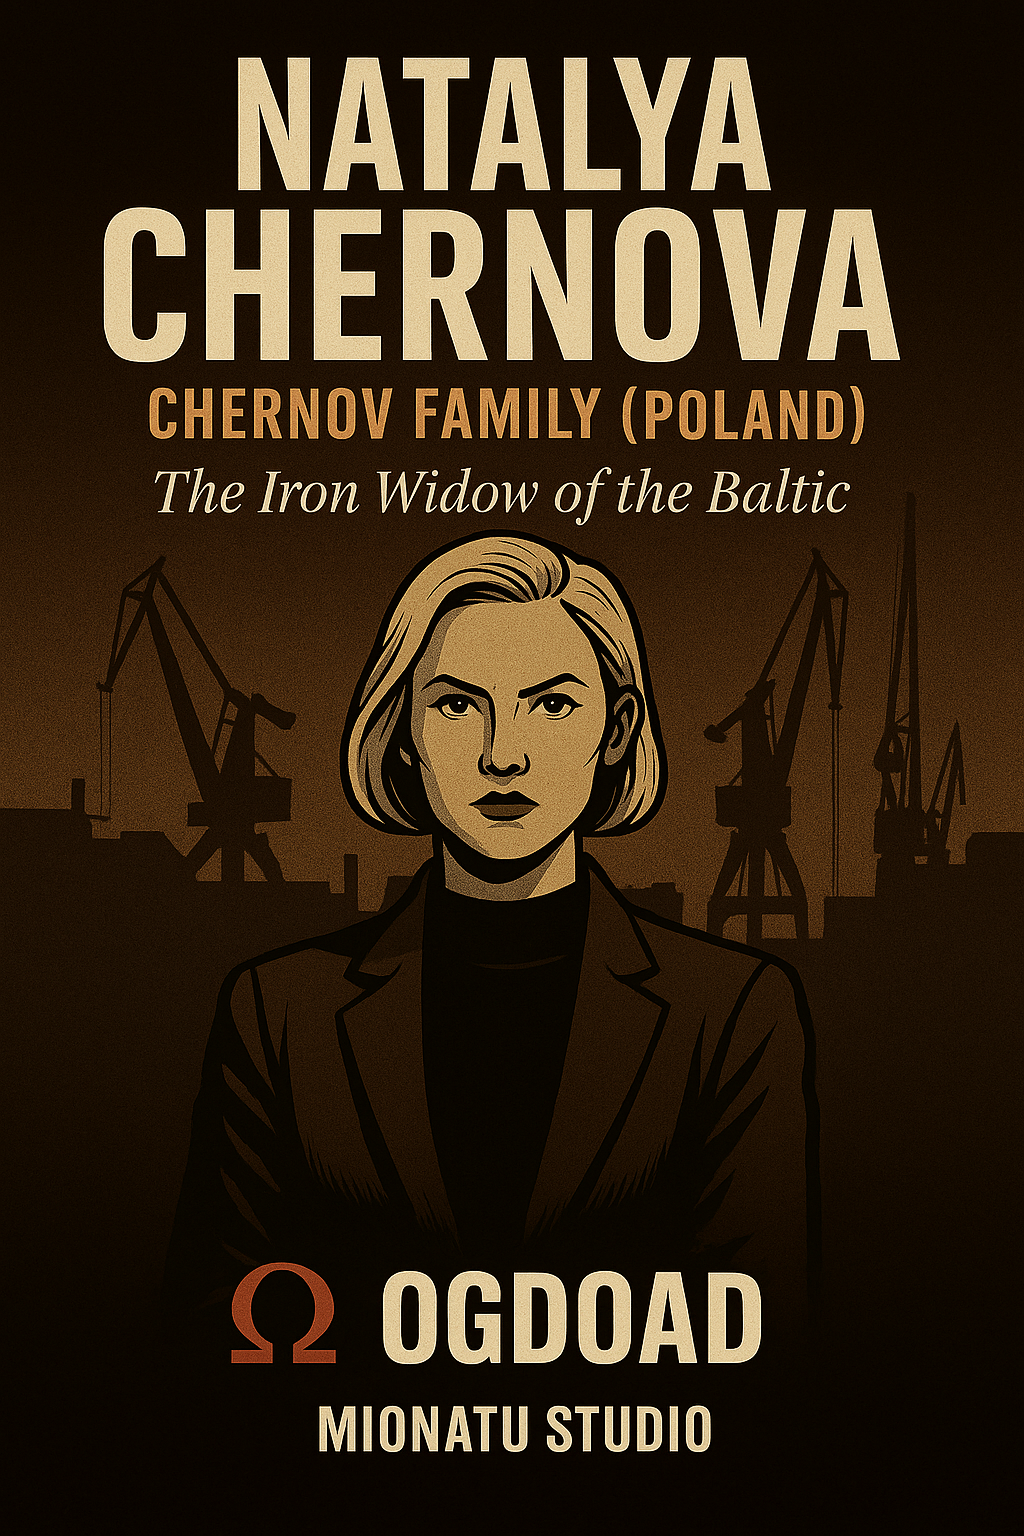 NATALYA
CHERNOVA
CHERNOV FAMILY (POLAND)
The Iron Widow of the Baltic
Ω OGDOAD
MIONATU STUDIO